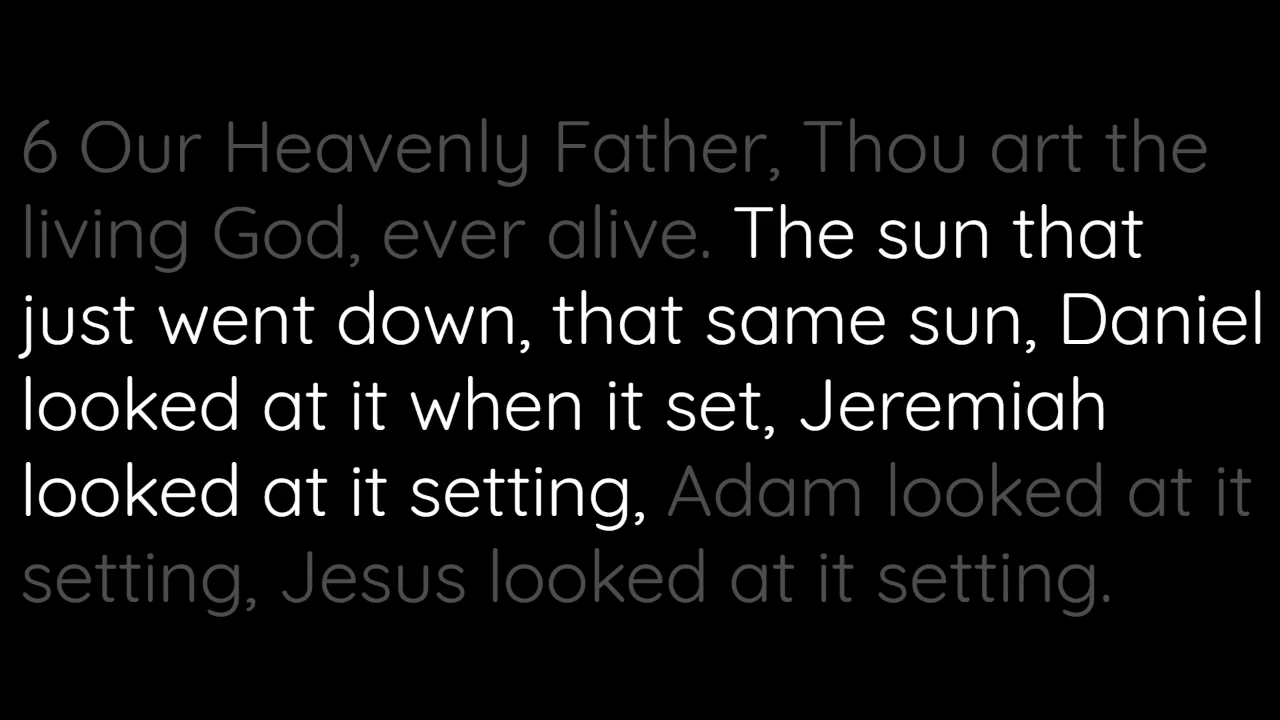 6 Our Heavenly Father, Thou art the
living God, ever alive. The sun that
just went down, that same sun, Daniel
looked at it when it set, Jeremiah
looked at it setting, Adam looked at it
setting, Jesus looked at it setting.